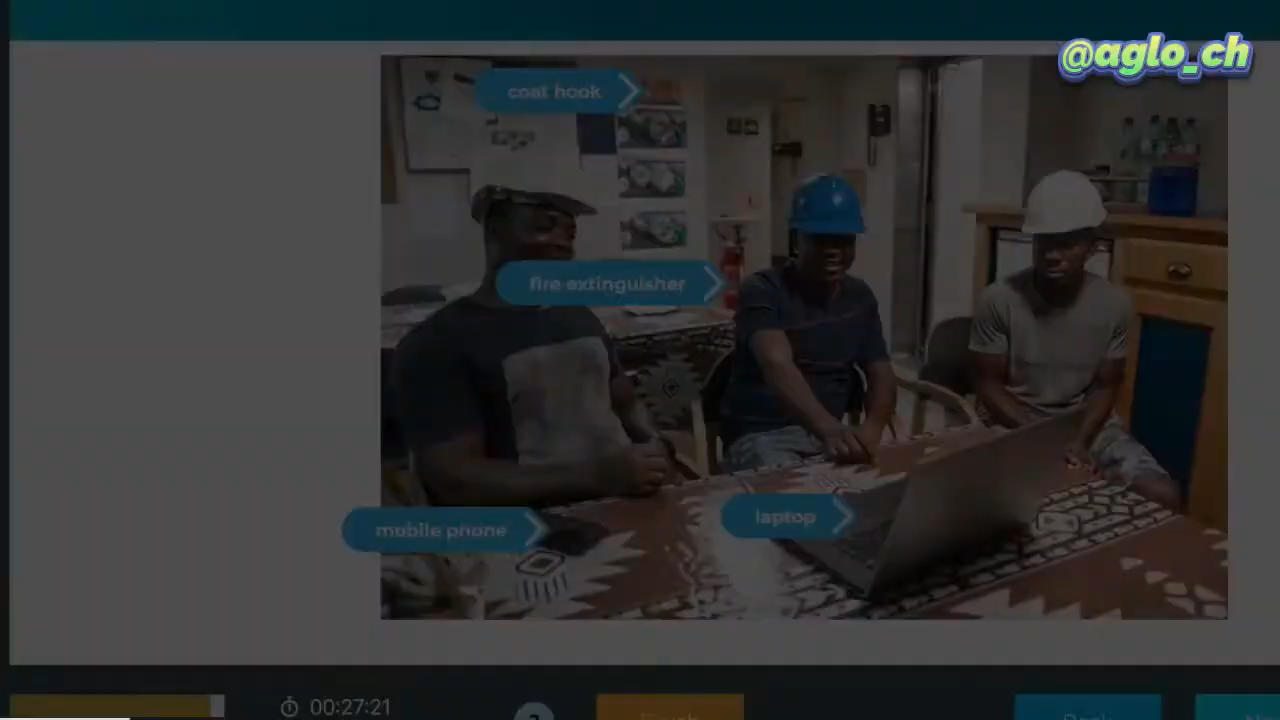 @aglo_ch
coat hook
fire extinguisher
laptop
mobile phone
00:27:21